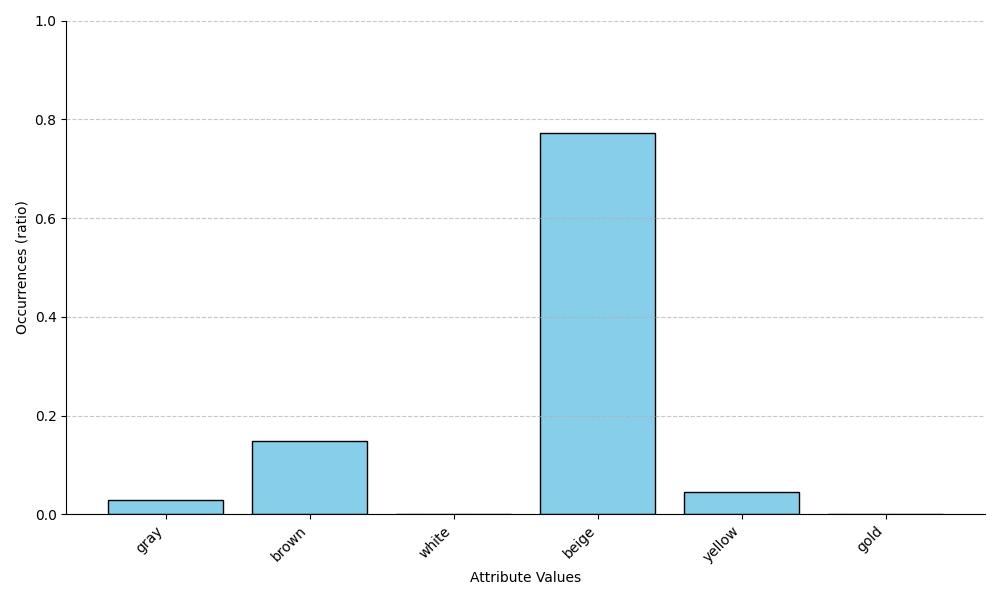 1.0
0.8
0.6
0.4
0.2
0.0
Occurrences (ratio)
gray
brown
white
beige
yellow
gold
Attribute Values